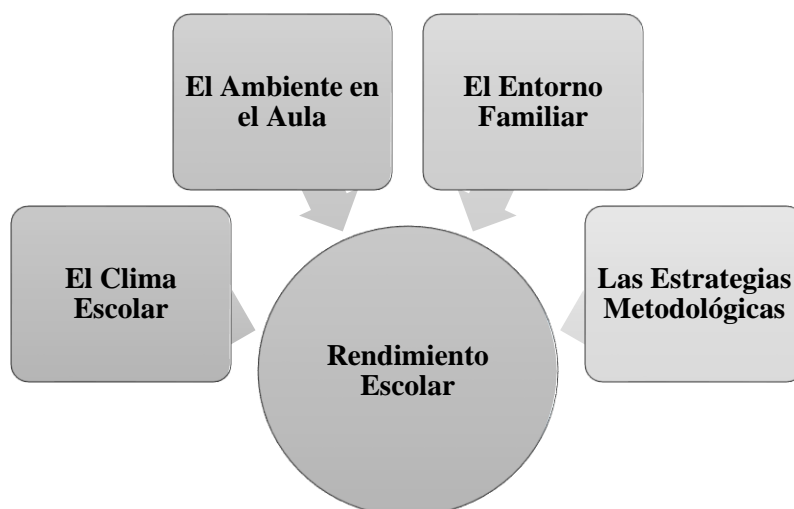 El Ambiente en
el Aula
El Entorno
Familiar
El Clima
Escolar
Las Estrategias
Metodológicas
Rendimiento
Escolar